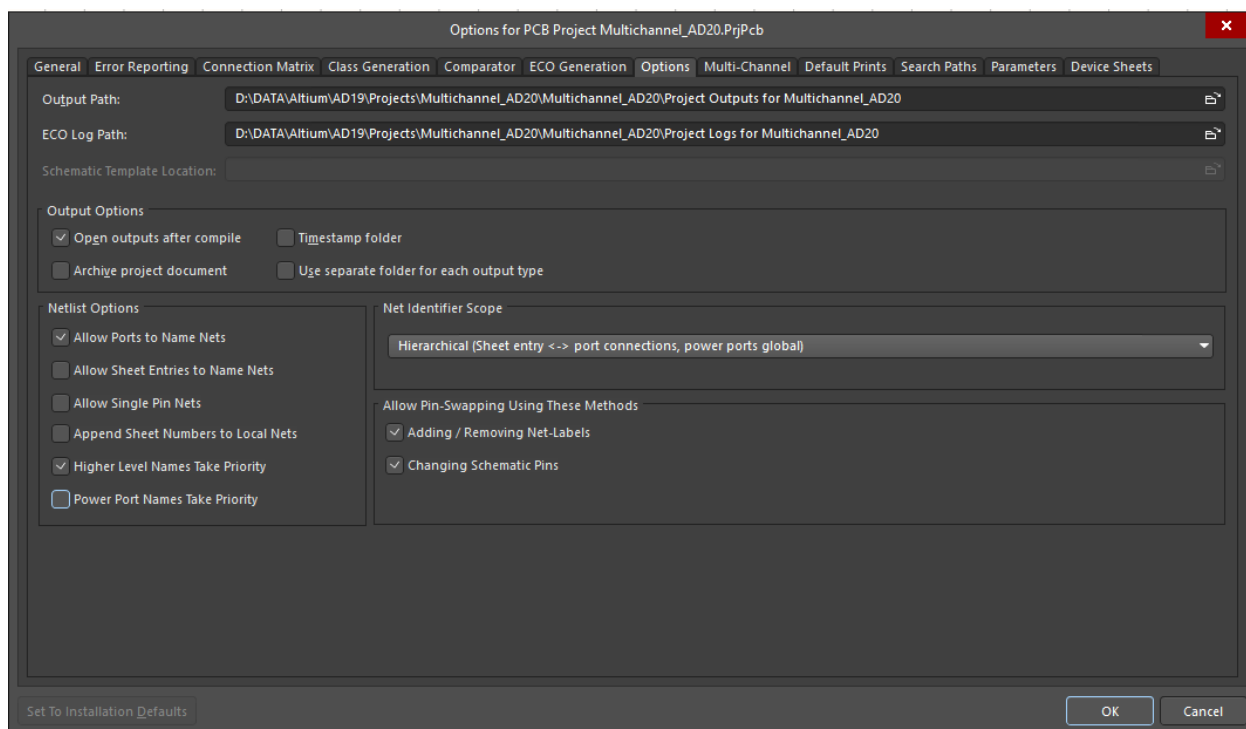 Options for PCB Project Multichannel_AD20.PrjPcb
General Error Reporting Connection Matrix Class Generation Comparator ECO Generation Options Multi-Channel Default Prints Search Paths Parameters Device Sheets
Output Path: D:\DATA\Altium\AD19\Projects\Multichannel_AD20\Multichannel_AD20\Project Outputs for Multichannel_AD20
ECO Log Path: D:\DATA\Altium\AD19\Projects\Multichannel_AD20\Multichannel_AD20\Project Logs for Multichannel_AD20
Schematic Template Location:
Output Options
Open outputs after compile Timestamp folder
Archive project document Use separate folder for each output type
Netlist Options
Allow Ports to Name Nets
Allow Sheet Entries to Name Nets
Allow Single Pin Nets
Append Sheet Numbers to Local Nets
Higher Level Names Take Priority
Power Port Names Take Priority
Net Identifier Scope
Hierarchical (Sheet entry <-> port connections, power ports global)
Allow Pin-Swapping Using These Methods
Adding / Removing Net-Labels
Changing Schematic Pins
Set To Installation Defaults OK Cancel